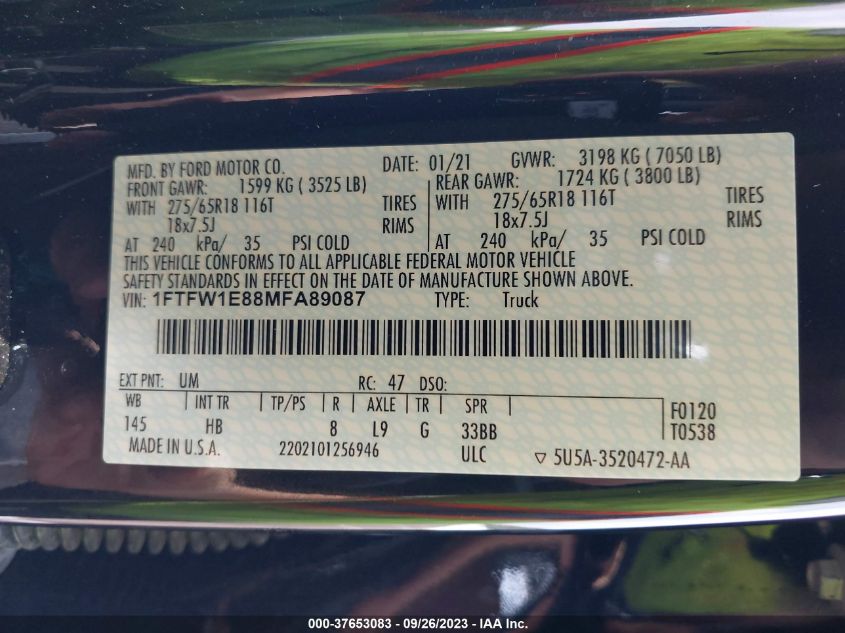 MFD. BY FORD MOTOR CO. DATE: 01/21 GVWR: 3198 KG ( 7050 LB)
FRONT GAWR: 1599 KG ( 3525 LB) REAR GAWR: 1724 KG ( 3800 LB)
WITH 275/65R18 116T TIRES WITH 275/65R18 116T TIRES
18x7.5J RIMS 18x7.5J RIMS
AT 240 kPa/ 35 PSI COLD AT 240 kPa/ 35 PSI COLD
THIS VEHICLE CONFORMS TO ALL APPLICABLE FEDERAL MOTOR VEHICLE
SAFETY STANDARDS IN EFFECT ON THE DATE OF MANUFACTURE SHOWN ABOVE.
VIN: 1FTFW1E88MFA89087 TYPE: Truck
EXT PNT: UM RC: 47 DSO:
WB INT TR TP/PS R AXLE TR SPR F0120
145 HB 8 L9 G 33BB T0538
MADE IN U.S.A. 2202101256946 ULC ▽ 5U5A-3520472-AA
000-37653083 - 09/26/2023 - IAA Inc.